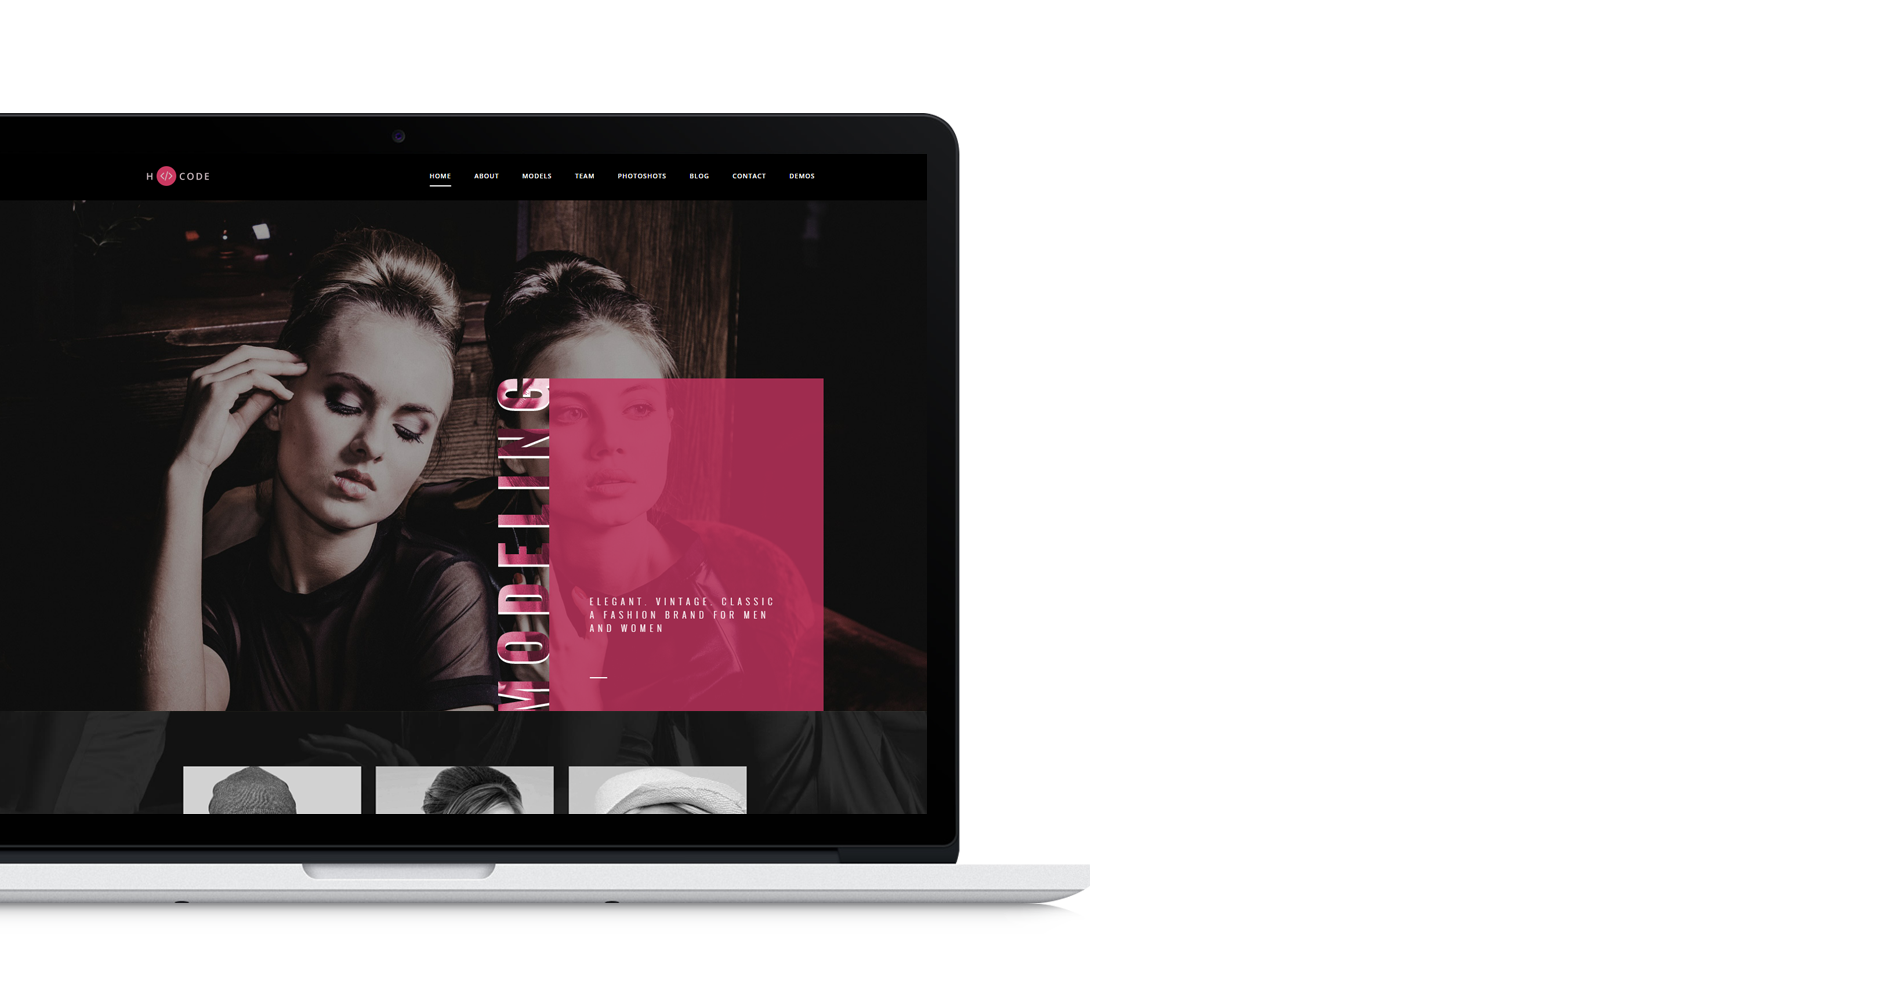 H </> CODE
HOME ABOUT MODELS TEAM PHOTOSHOTS BLOG CONTACT DEMOS
MODELING
ELEGANT. VINTAGE. CLASSIC
A FASHION BRAND FOR MEN
AND WOMEN